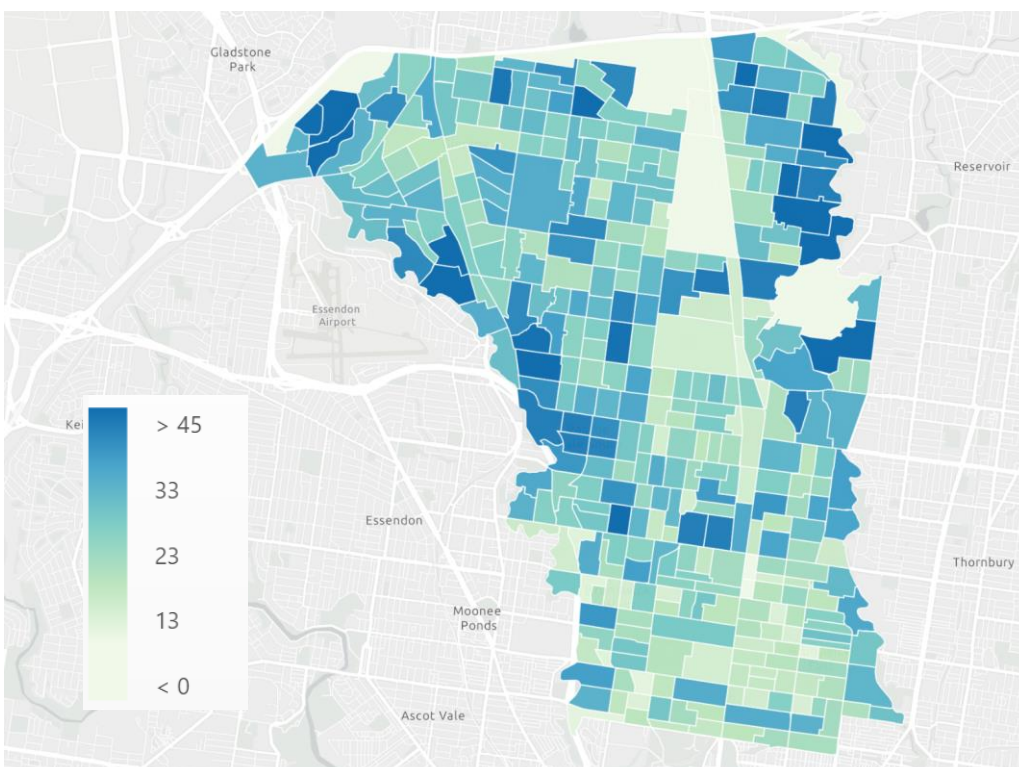 Gladstone
Park
Reservoir
Essendon
Airport
> 45
33
23
13
< 0
Essendon
Thornbury
Moonee
Ponds
Ascot Vale